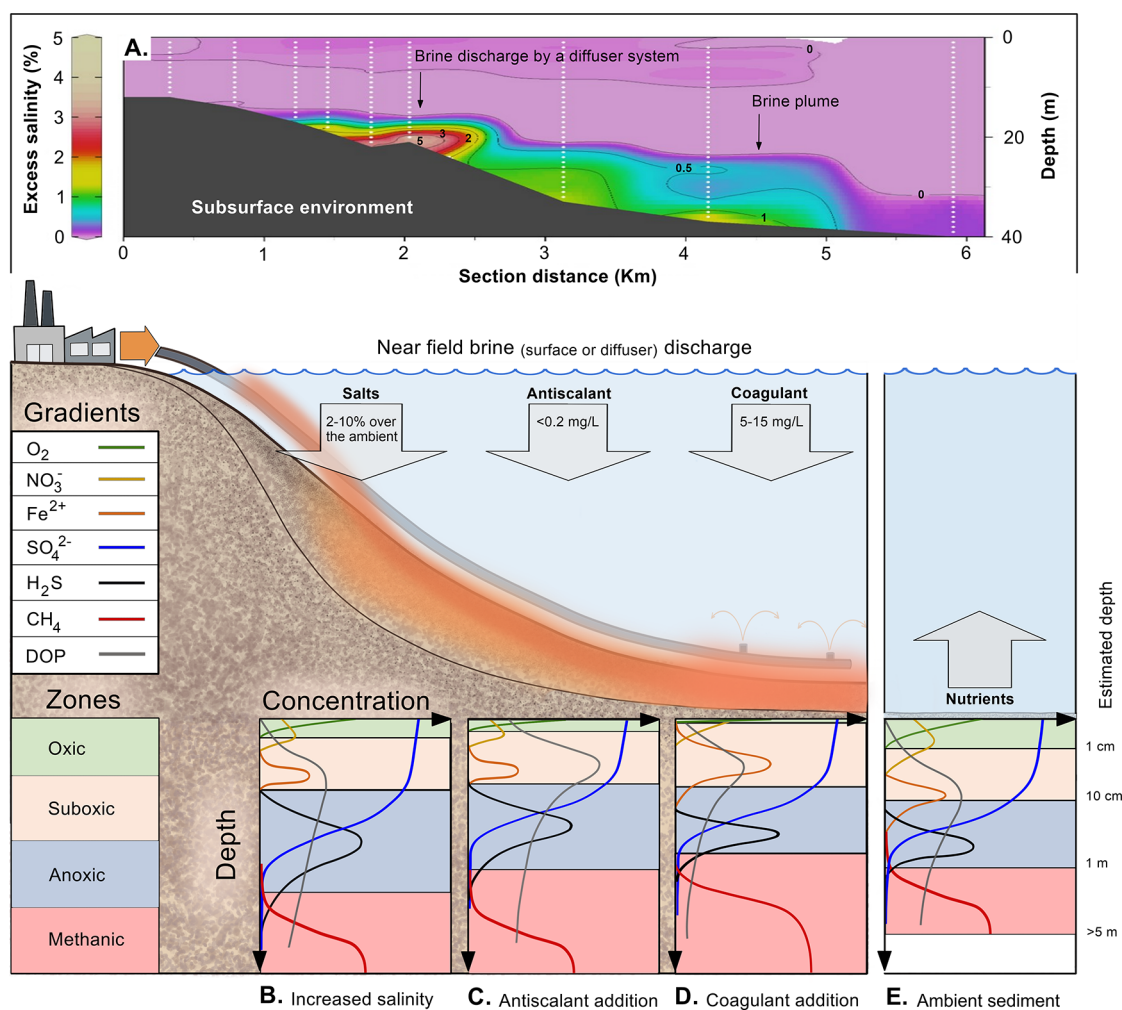 A.
Excess salinity (%)
5
4
3
2
1
0
Brine discharge by a diffuser system
Brine plume
0
5
3
2
0.5
1
0
Subsurface environment
0
20
40
Depth (m)
0
1
2
3
4
5
6
Section distance (Km)
Near field brine (surface or diffuser) discharge
Salts
2-10% over
the ambient
Antiscalant
<0.2 mg/L
Coagulant
5-15 mg/L
Gradients
O2
NO3-
Fe2+
SO42-
H2S
CH4
DOP
Nutrients
Estimated depth
Zones
Oxic
Suboxic
Anoxic
Methanic
Concentration
Depth
1 cm
10 cm
1 m
>5 m
B. Increased salinity
C. Antiscalant addition
D. Coagulant addition
E. Ambient sediment